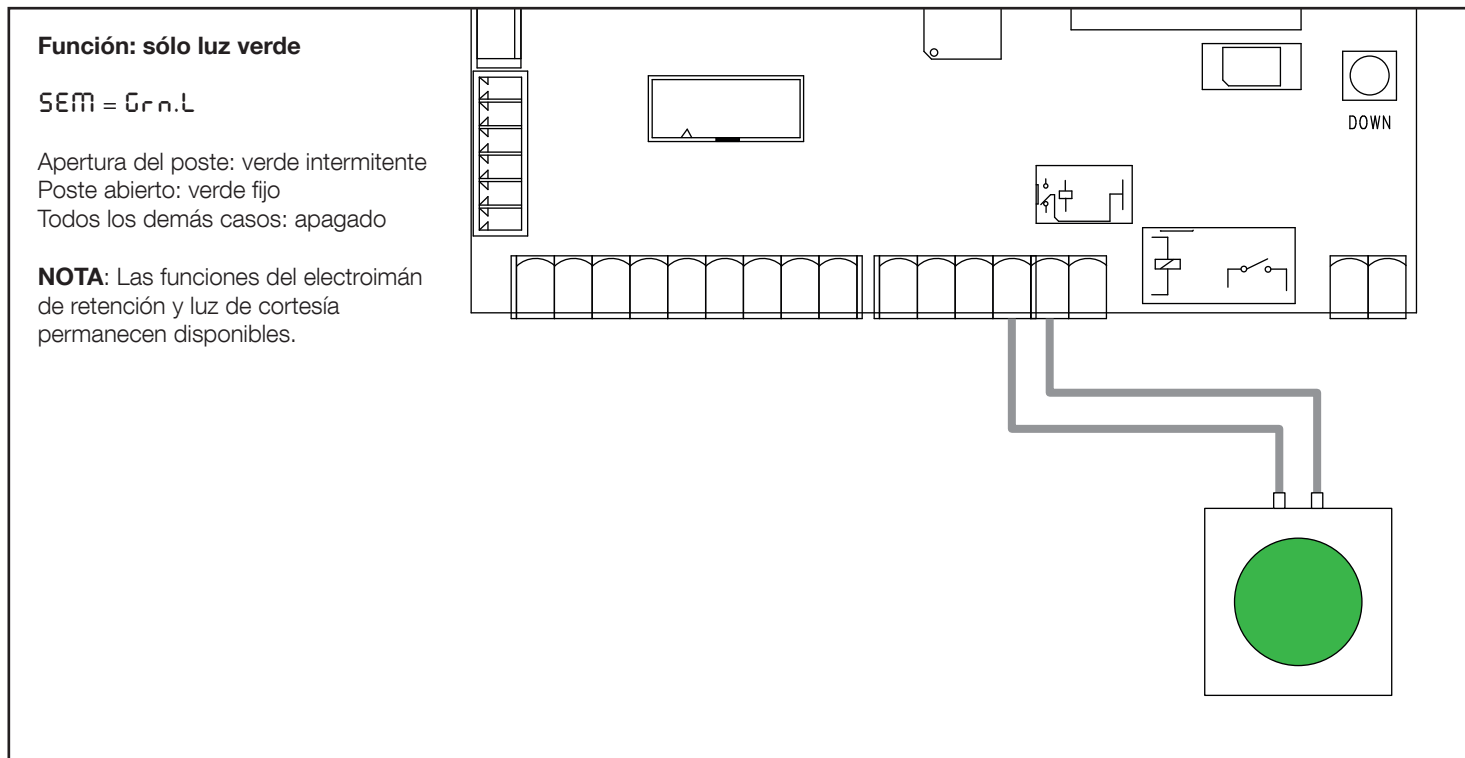 Función: sólo luz verde
SEM = Grn.L
Apertura del poste: verde intermitente
Poste abierto: verde fijo
Todos los demás casos: apagado
NOTA: Las funciones del electroimán
de retención y luz de cortesía
permanecen disponibles.
DOWN